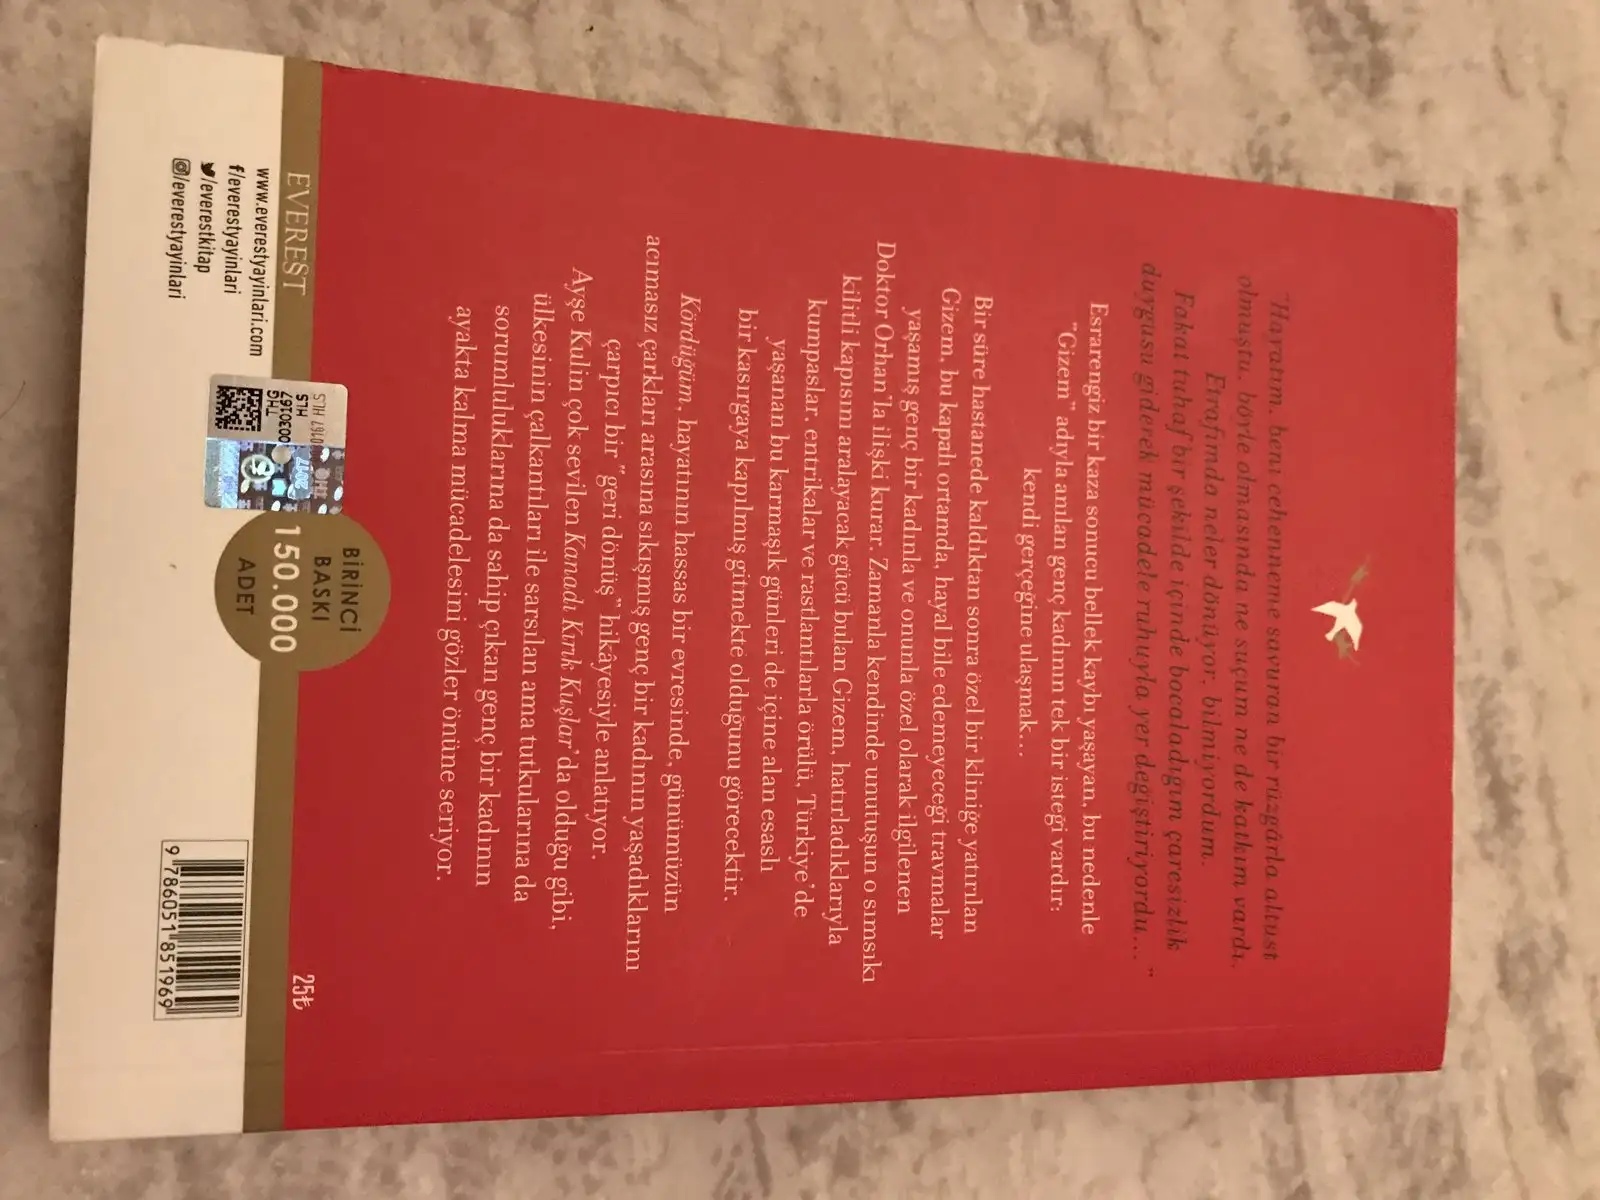 "Hayatım, beni cehenneme savuran bir rüzgârla altüst
olmuştu, böyle olmasında ne suçum ne de katkım vardı.
Etrafımda neler dönüyor, bilmiyordum.
Fakat tuhaf bir şekilde içinde bocaladığım çaresizlik
duygusu giderek mücadele ruhuyla yer değiştiriyordu..."
Esrarengiz bir kaza sonucu bellek kaybı yaşayan, bu nedenle
"Gizem" adıyla anılan genç kadının tek bir isteği vardır:
kendi gerçeğine ulaşmak...
Bir süre hastanede kaldıktan sonra özel bir kliniğe yatırılan
Gizem, bu kapalı ortamda, hayal bile edemeyeceği travmalar
yaşamış genç bir kadınla ve onunla özel olarak ilgilenen
Doktor Orhan'la ilişki kurar. Zamanla kendinde unutuşun o sımsıkı
kilitli kapısını aralayacak gücü bulan Gizem, hatırladıklarıyla
kumpaslar, entrikalar ve rastlantılarla örülü, Türkiye'de
yaşanan bu karmaşık günleri de içine alan esaslı
bir kasırgaya kapılmış gitmekte olduğunu görecektir.
Kördüğüm, hayatının hassas bir evresinde, günümüzün
acımasız çarkları arasına sıkışmış genç bir kadının yaşadıklarını
çarpıcı bir "geri dönüş" hikâyesiyle anlatıyor.
Ayşe Kulin çok sevilen Kanadı Kırık Kuşlar'da olduğu gibi,
ülkesinin çalkantıları ile sarsılan ama tutkularına da
sorumluluklarına da sahip çıkan genç bir kadının
ayakta kalma mücadelesini gözler önüne seriyor.
BİRİNCİ
BASKI
150.000
ADET
25₺
EVEREST
www.everestyayinlari.com
f/everestyayinlari
/everestkitap
/everestyayinlari
HLS
THG
9 786051 851969